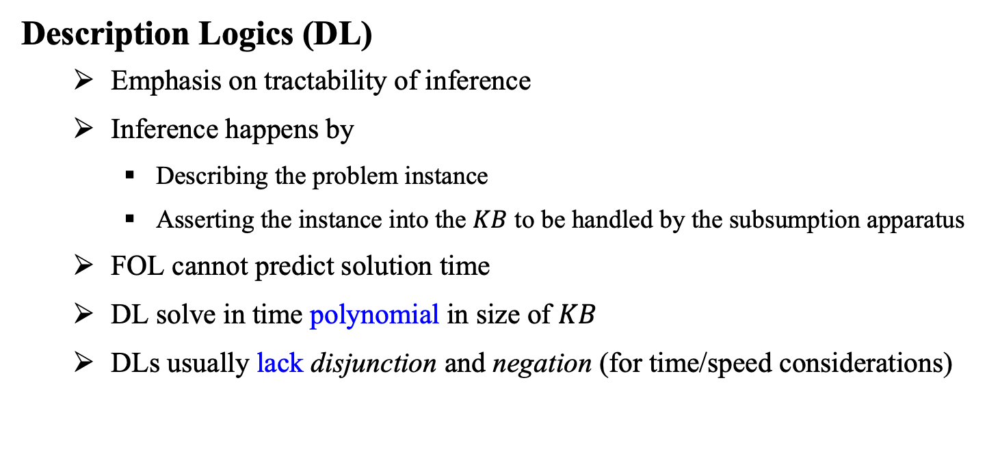 Description Logics (DL)
➢ Emphasis on tractability of inference
➢ Inference happens by
▪ Describing the problem instance
▪ Asserting the instance into the KB to be handled by the subsumption apparatus
➢ FOL cannot predict solution time
➢ DL solve in time polynomial in size of KB
➢ DLs usually lack disjunction and negation (for time/speed considerations)